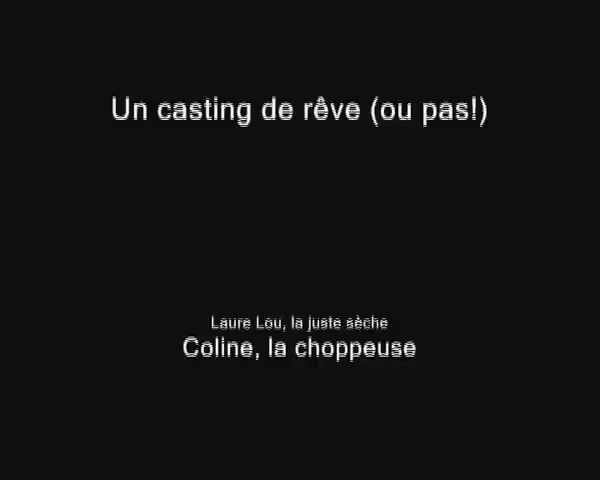 Un casting de rêve (ou pas!)
Laure Lou, la juste sèche
Coline, la choppeuse